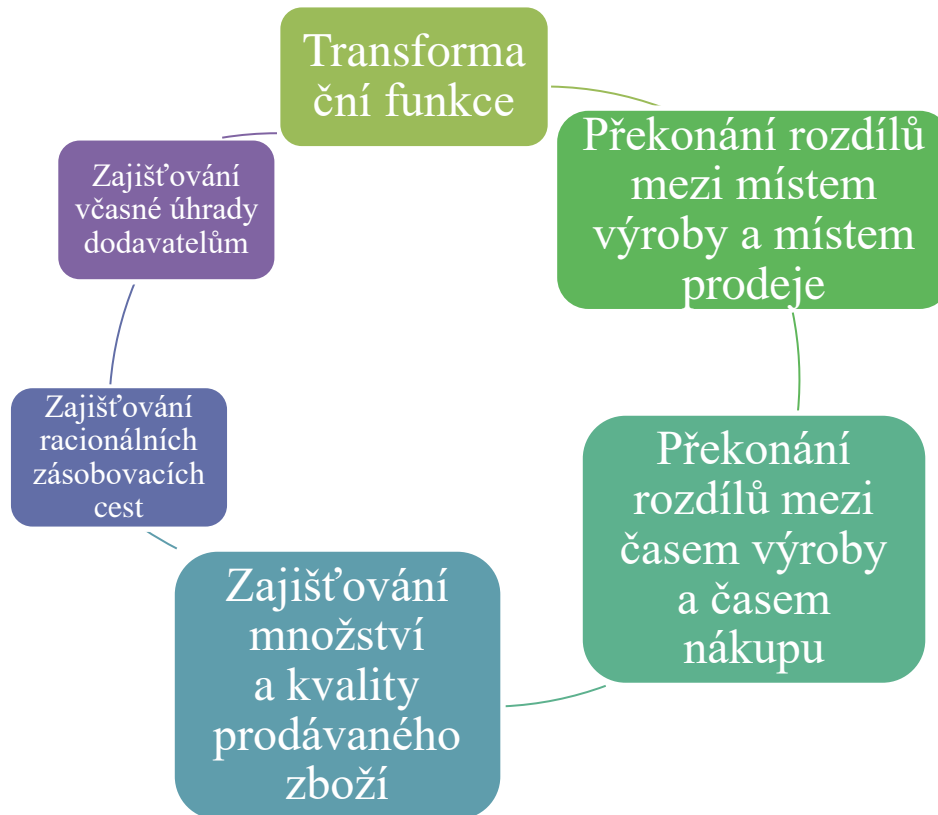 Transforma
ční funkce
Překonání rozdílů
mezi místem
výroby a místem
prodeje
Překonání
rozdílů mezi
časem výroby
a časem
nákupu
Zajišťování
množství
a kvality
prodávaného
zboží
Zajišťování
racionálních
zásobovacích
cest
Zajišťování
včasné úhrady
dodavatelům